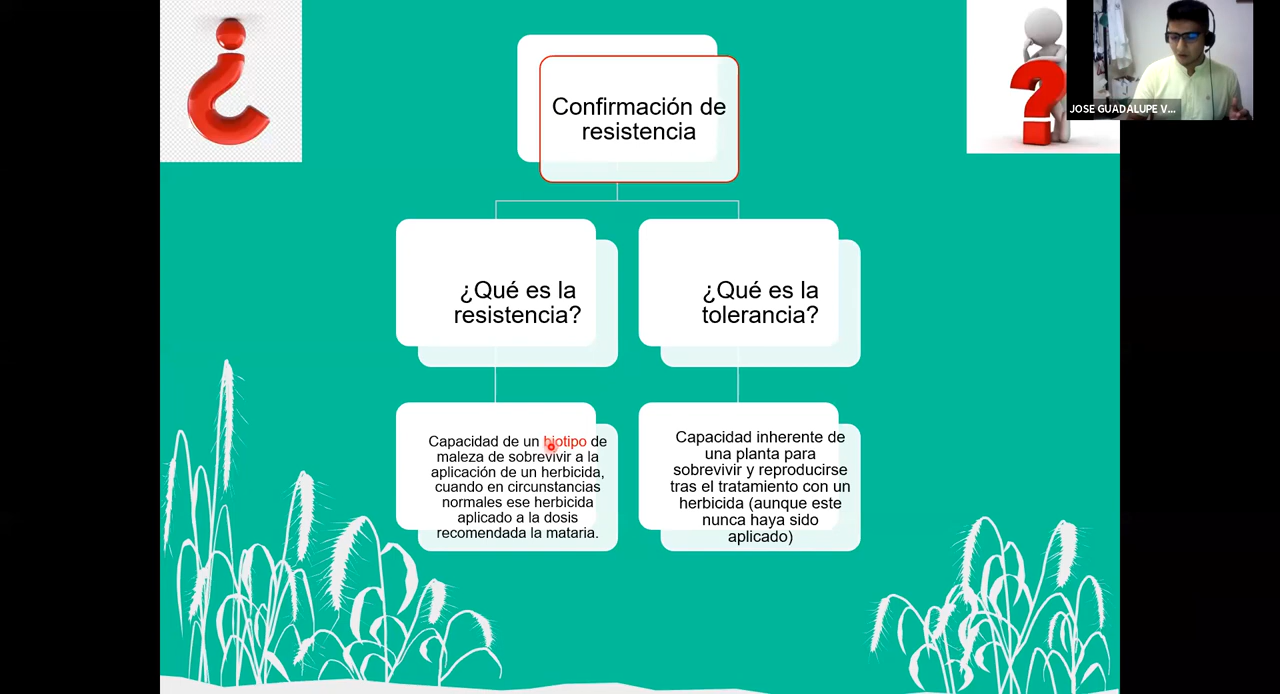 Confirmación de
resistencia
JOSE GUADALUPE V...
¿Qué es la
resistencia?
¿Qué es la
tolerancia?
Capacidad de un biotipo de
maleza de sobrevivir a la
aplicación de un herbicida,
cuando en circunstancias
normales ese herbicida
aplicado a la dosis
recomendada la mataría.
Capacidad inherente de
una planta para
sobrevivir y reproducirse
tras el tratamiento con un
herbicida (aunque este
nunca haya sido
aplicado)